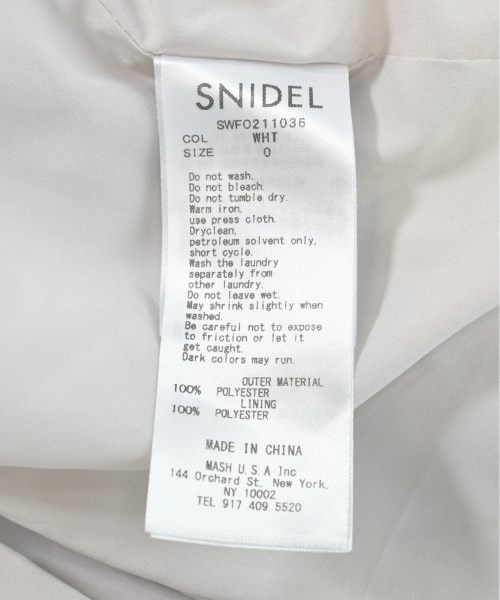 SNIDEL
SWFO211036
COL WHT
SIZE 0
Do not wash.
Do not bleach.
Do not tumble dry.
Warm iron,
use press cloth.
Dryclean,
petroleum solvent only,
short cycle.
Wash the laundry
separately from
other laundry.
Do not leave wet.
May shrink slightly when
washed.
Be careful not to expose
to friction or let it
get caught.
Dark colors may run.
OUTER MATERIAL
100% POLYESTER
LINING
100% POLYESTER
MADE IN CHINA
MASH U.S.A Inc
144 Orchard St. New York.
NY 10002
TEL 917 409 5520